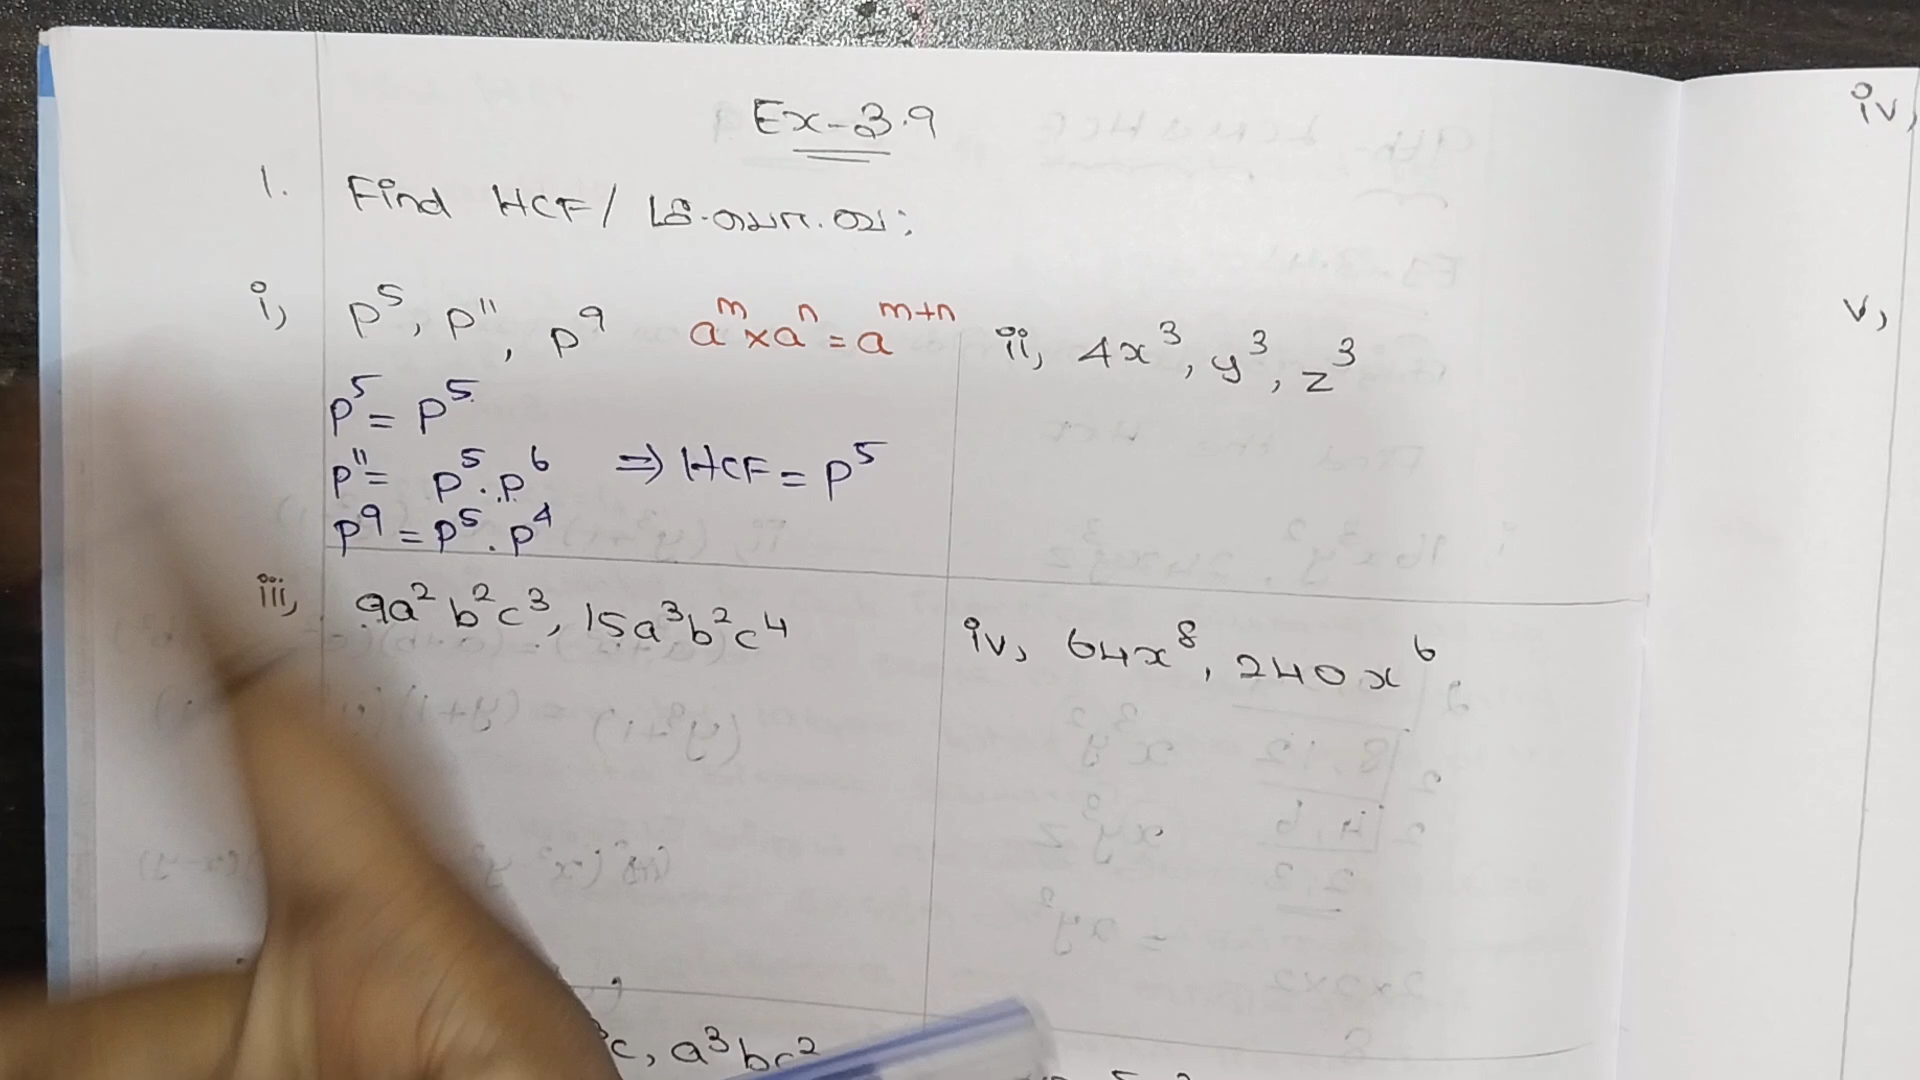 Ex-3.9
1. Find HCF/ மீ.பொ.வ:
i, p⁵, p¹¹, p⁹ aᵐ×aⁿ=aᵐ⁺ⁿ
p⁵= p⁵
p¹¹= p⁵.p⁶ ⇒ HCF = p⁵
p⁹ = p⁵.p⁴
ii, 4x³, y³, z³
iii, 9a²b²c³, 15a³b²c⁴
iv, 64x⁸, 240x⁶
c, a³bc²
iv,
v,